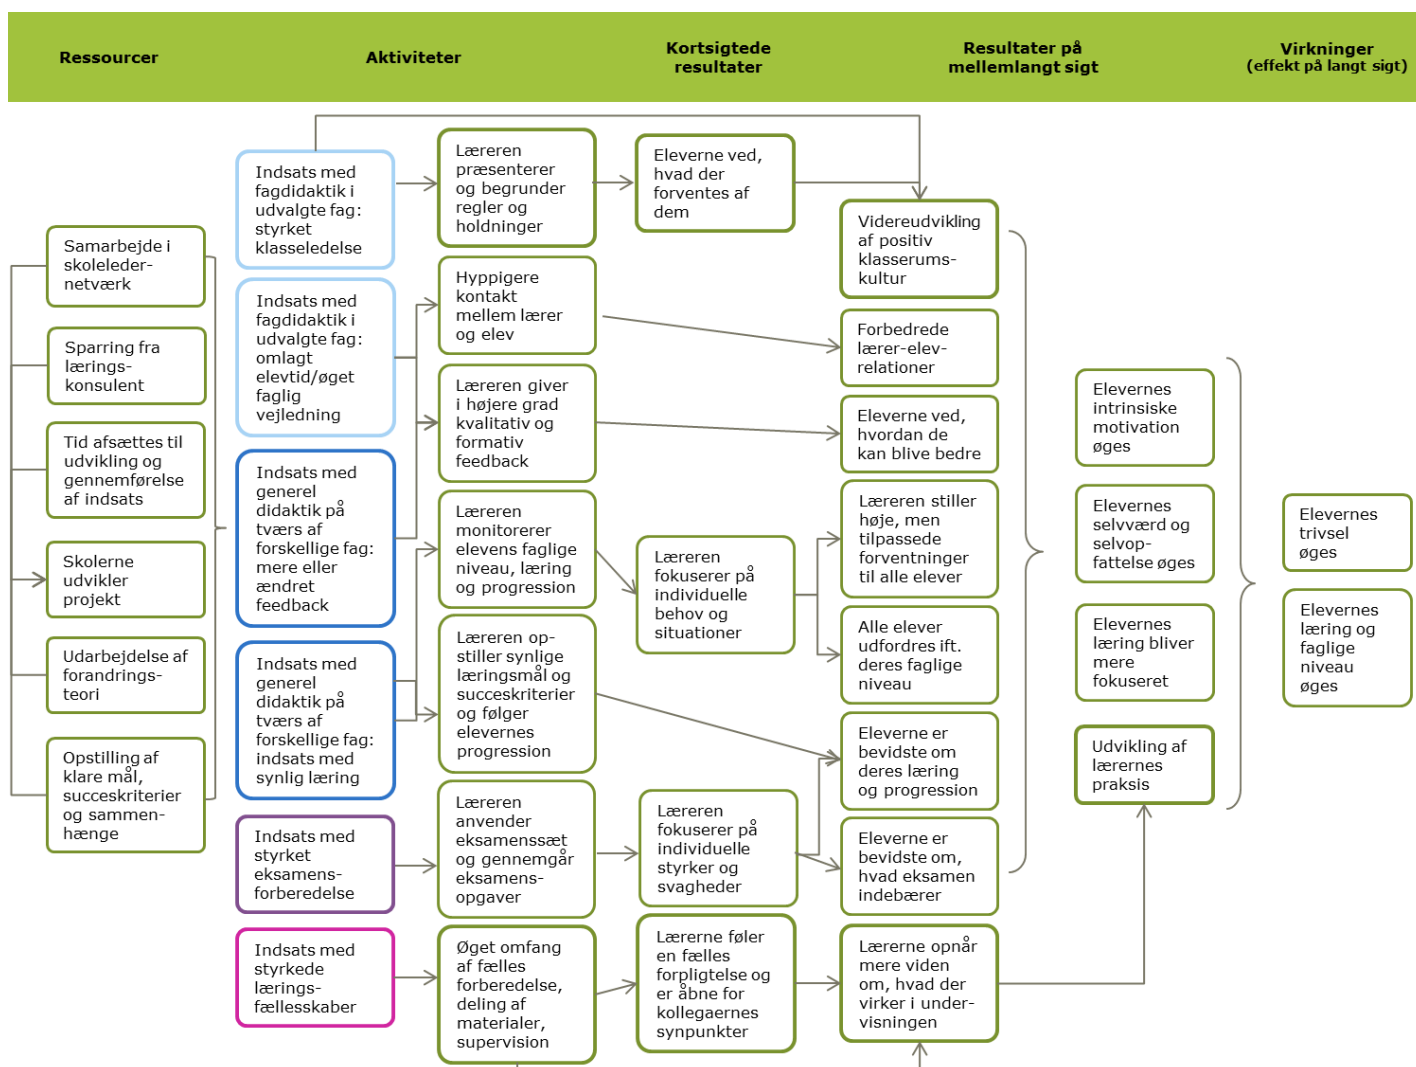 Ressourcer
Aktiviteter
Kortsigtede
resultater
Resultater på
mellemlangt sigt
Virkninger
(effekt på langt sigt)
Samarbejde i
skoleleder-
netværk
Sparring fra
lærings-
konsulent
Tid afsættes til
udvikling og
gennemførelse
af indsats
Skolerne
udvikler
projekt
Udarbejdelse af
forandrings-
teori
Opstilling af
klare mål,
succeskriterier
og sammen-
hænge
Indsats med
fagdidaktik i
udvalgte fag:
styrket
klasseledelse
Indsats med
fagdidaktik i
udvalgte fag:
omlagt
elevtid/øget
faglig
vejledning
Indsats med
generel
didaktik på
tværs af
forskellige fag:
mere eller
ændret
feedback
Indsats med
generel
didaktik på
tværs af
forskellige fag:
indsats med
synlig læring
Indsats med
styrket
eksamens-
forberedelse
Indsats med
styrkede
lærings-
fællesskaber
Læreren
præsenterer
og begrunder
regler og
holdninger
Hyppigere
kontakt
mellem lærer
og elev
Læreren giver
i højere grad
kvalitativ og
formativ
feedback
Læreren
monitorerer
elevens faglige
niveau, læring
og progression
Læreren op-
stiller synlige
læringsmål og
succeskriterier
og følger
elevernes
progression
Læreren
anvender
eksamenssæt
og gennemgår
eksamens-
opgaver
Øget omfang
af fælles
forberedelse,
deling af
materialer,
supervision
Eleverne ved,
hvad der
forventes af
dem
Læreren
fokuserer på
individuelle
behov og
situationer
Læreren
fokuserer på
individuelle
styrker og
svagheder
Lærerne føler
en fælles
forpligtelse og
er åbne for
kollegaernes
synpunkter
Videreudvikling
af positiv
klasserums-
kultur
Forbedrede
lærer-elev-
relationer
Eleverne ved,
hvordan de
kan blive bedre
Læreren stiller
høje, men
tilpassede
forventninger
til alle elever
Alle elever
udfordres ift.
deres faglige
niveau
Eleverne er
bevidste om
deres læring
og progression
Eleverne er
bevidste om,
hvad eksamen
indebærer
Lærerne opnår
mere viden
om, hvad der
virker i under-
visningen
Elevernes
intrinsiske
motivation
øges
Elevernes
selvværd og
selvop-
fattelse øges
Elevernes
læring bliver
mere
fokuseret
Udvikling af
lærernes
praksis
Elevernes
trivsel
øges
Elevernes
læring og
faglige
niveau
øges